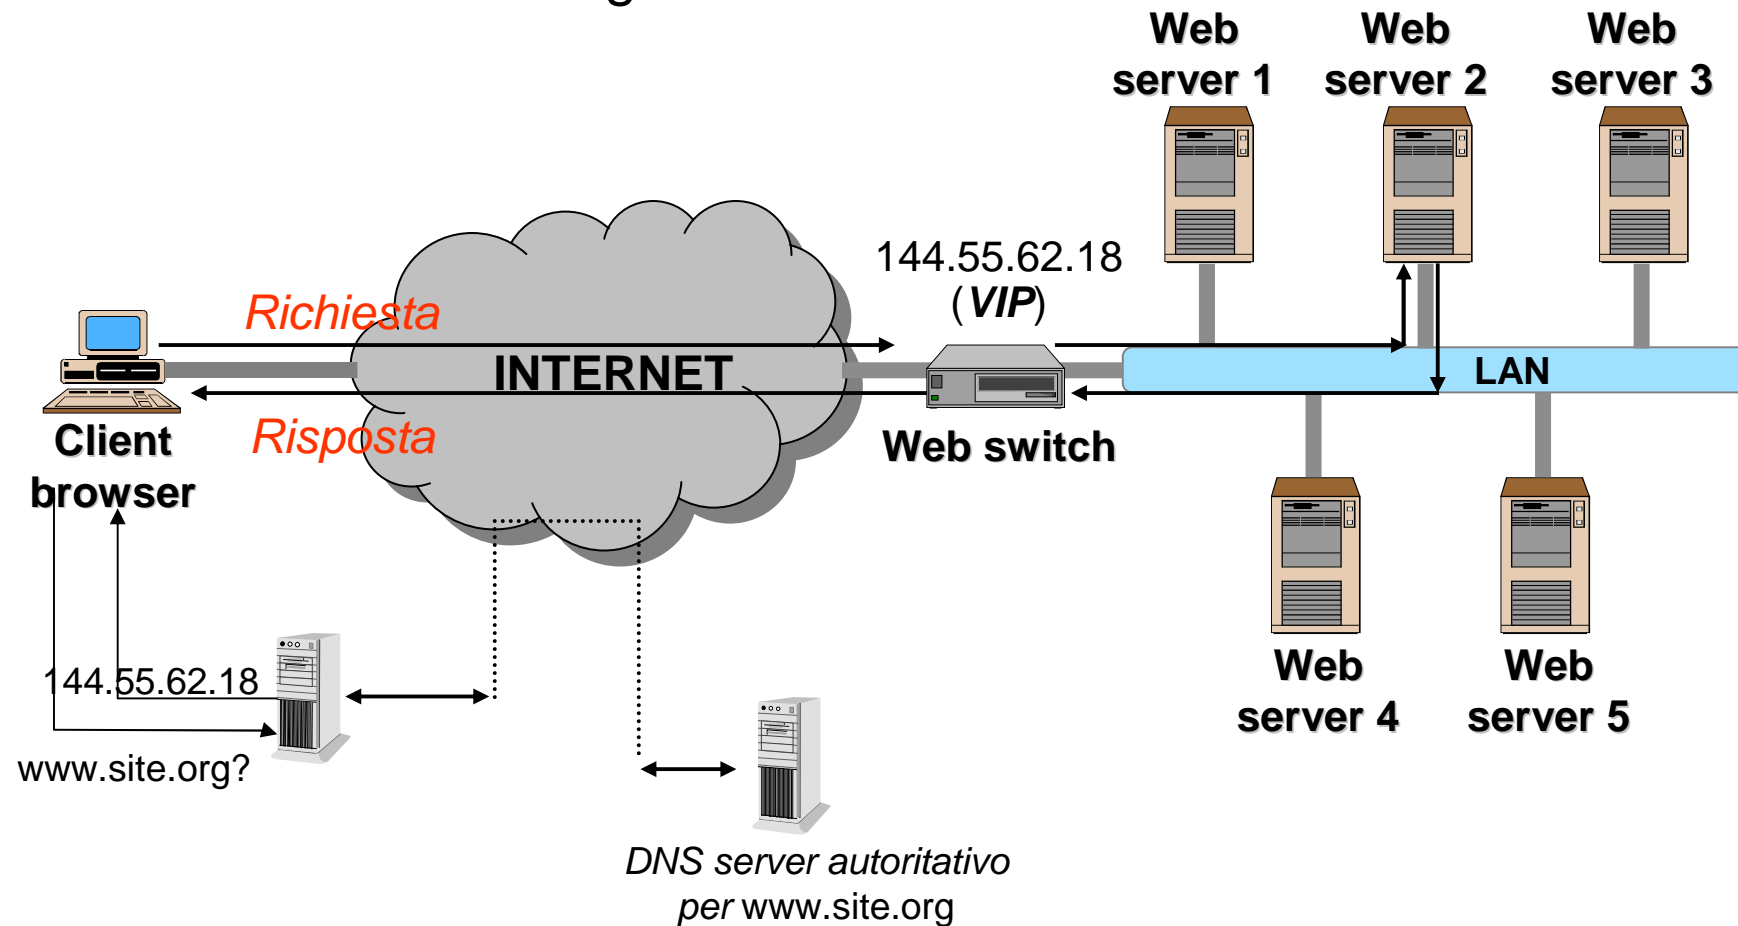 Web
server 1
Web
server 2
Web
server 3
144.55.62.18
(VIP)
Richiesta
INTERNET
LAN
Risposta
Client
browser
Web switch
144.55.62.18
www.site.org?
Web
server 4
Web
server 5
DNS server autoritativo
per www.site.org